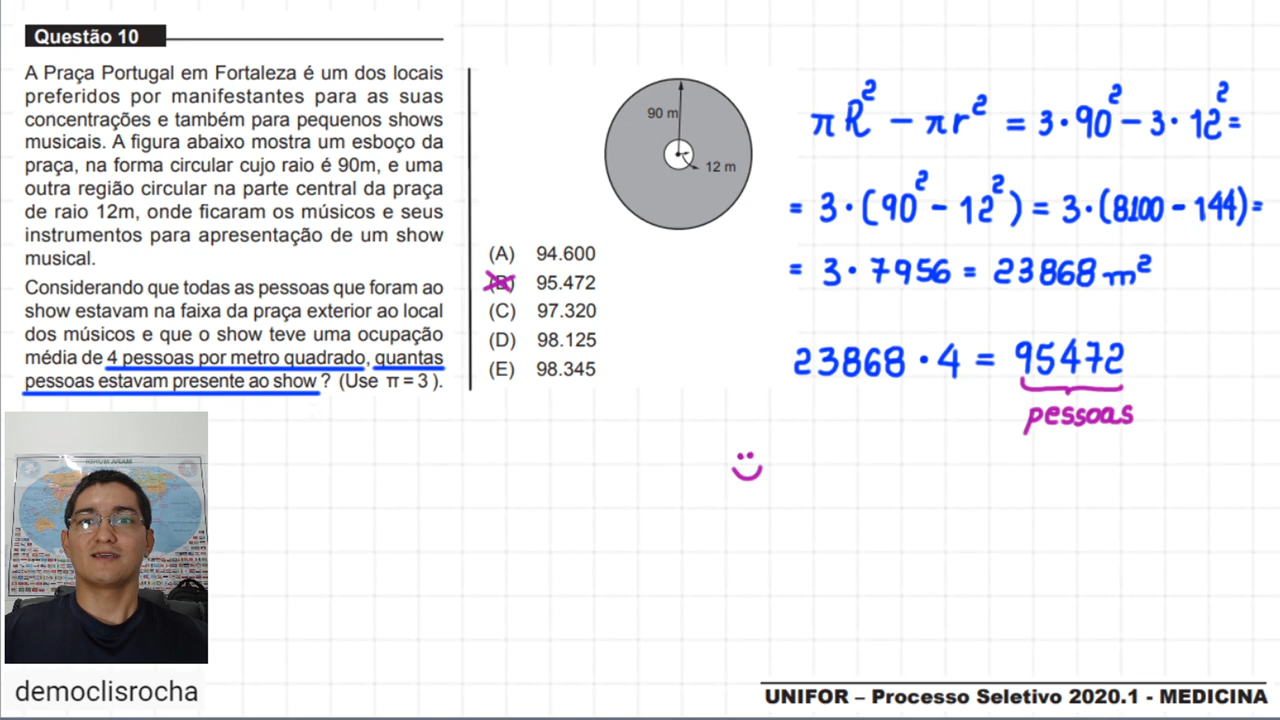 Questão 10
A Praça Portugal em Fortaleza é um dos locais
preferidos por manifestantes para as suas
concentrações e também para pequenos shows
musicais. A figura abaixo mostra um esboço da
praça, na forma circular cujo raio é 90m, e uma
outra região circular na parte central da praça
de raio 12m, onde ficaram os músicos e seus
instrumentos para apresentação de um show
musical.
Considerando que todas as pessoas que foram ao
show estavam na faixa da praça exterior ao local
dos músicos e que o show teve uma ocupação
média de 4 pessoas por metro quadrado, quantas
pessoas estavam presente ao show ? (Use π = 3 ).
90 m
12 m
(A) 94.600
(B) 95.472
(C) 97.320
(D) 98.125
(E) 98.345
πR² - πr² = 3·90² - 3·12² =
= 3·(90² - 12²) = 3·(8100 - 144) =
= 3·7956 = 23868 m²
23868·4 = 95472
pessoas
democlisrocha
UNIFOR – Processo Seletivo 2020.1 - MEDICINA